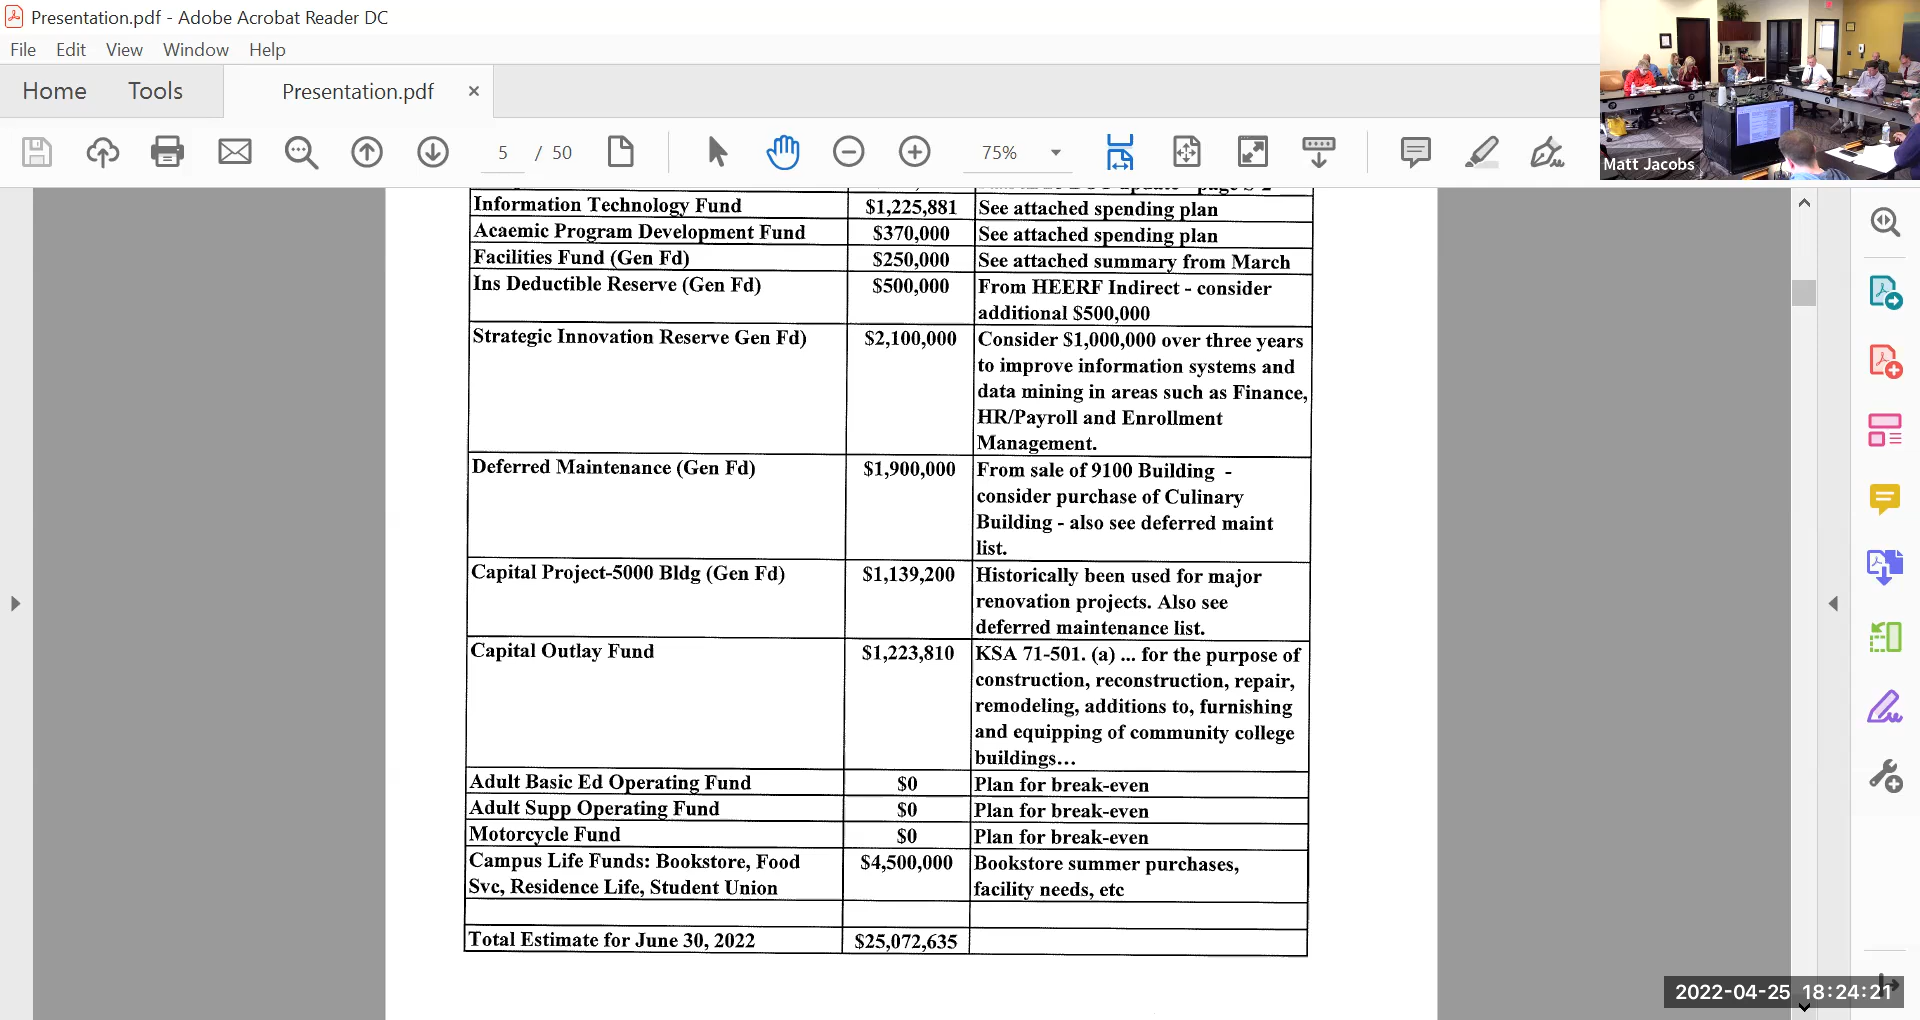 Presentation.pdf - Adobe Acrobat Reader DC
File Edit View Window Help
Home Tools Presentation.pdf ×
5 / 50 75%
Matt Jacobs
Information Technology Fund $1,225,881 See attached spending plan
Acaemic Program Development Fund $370,000 See attached spending plan
Facilities Fund (Gen Fd) $250,000 See attached summary from March
Ins Deductible Reserve (Gen Fd) $500,000 From HEERF Indirect - consider
additional $500,000
Strategic Innovation Reserve Gen Fd) $2,100,000 Consider $1,000,000 over three years
to improve information systems and
data mining in areas such as Finance,
HR/Payroll and Enrollment
Management.
Deferred Maintenance (Gen Fd) $1,900,000 From sale of 9100 Building -
consider purchase of Culinary
Building - also see deferred maint
list.
Capital Project-5000 Bldg (Gen Fd) $1,139,200 Historically been used for major
renovation projects. Also see
deferred maintenance list.
Capital Outlay Fund $1,223,810 KSA 71-501. (a) ... for the purpose of
construction, reconstruction, repair,
remodeling, additions to, furnishing
and equipping of community college
buildings...
Adult Basic Ed Operating Fund $0 Plan for break-even
Adult Supp Operating Fund $0 Plan for break-even
Motorcycle Fund $0 Plan for break-even
Campus Life Funds: Bookstore, Food $4,500,000 Bookstore summer purchases,
Svc, Residence Life, Student Union facility needs, etc
Total Estimate for June 30, 2022 $25,072,635
2022-04-25 18:24:21